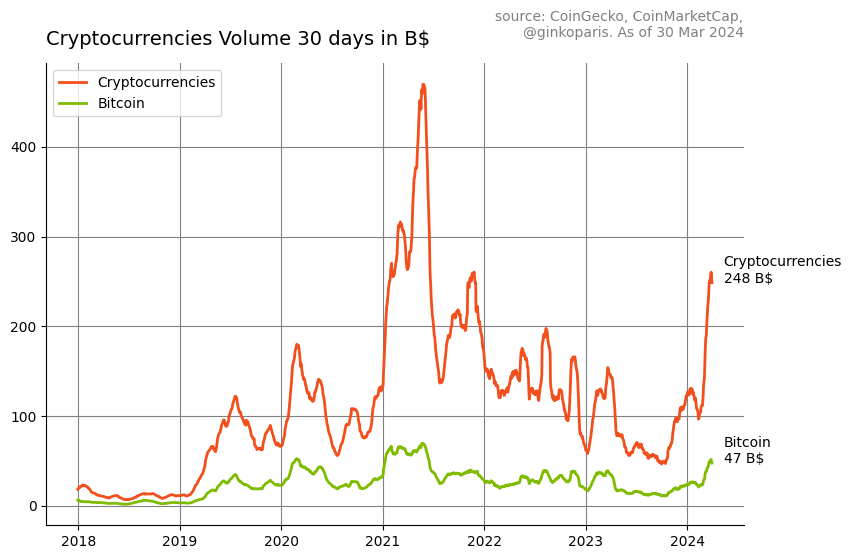 source: CoinGecko, CoinMarketCap,
@ginkoparis. As of 30 Mar 2024
Cryptocurrencies Volume 30 days in B$
Cryptocurrencies
Bitcoin
400
300
200
100
0
Cryptocurrencies
248 B$
Bitcoin
47 B$
2018 2019 2020 2021 2022 2023 2024